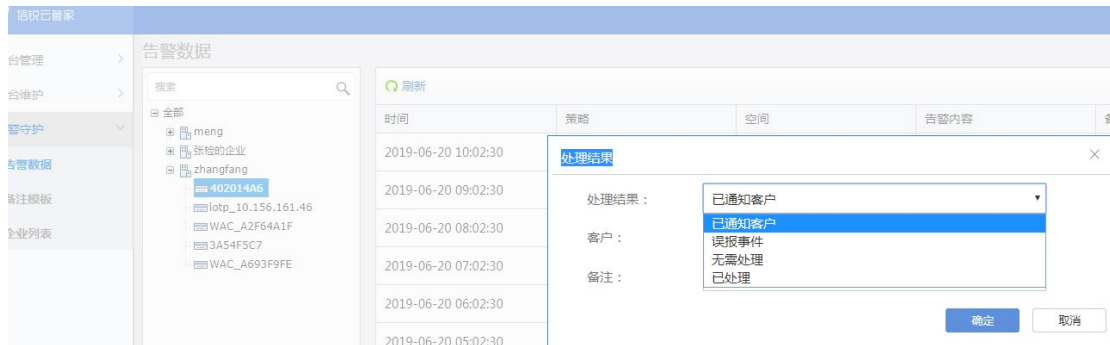 信锐云管家
台管理
台维护
警守护
告警数据
备注模板
企业列表
告警数据
搜索
全部
meng
张检的企业
zhangfang
402014A6
iotp_10.156.161.46
WAC_A2F64A1F
3A54F5C7
WAC_A693F9FE
刷新
时间 策略 空间 告警内容
2019-06-20 10:02:30
2019-06-20 09:02:30
2019-06-20 08:02:30
2019-06-20 07:02:30
2019-06-20 06:02:30
2019-06-20 05:02:30
处理结果
处理结果： 已通知客户
已通知客户
误报事件
无需处理
已处理
客户：
备注：
确定 取消